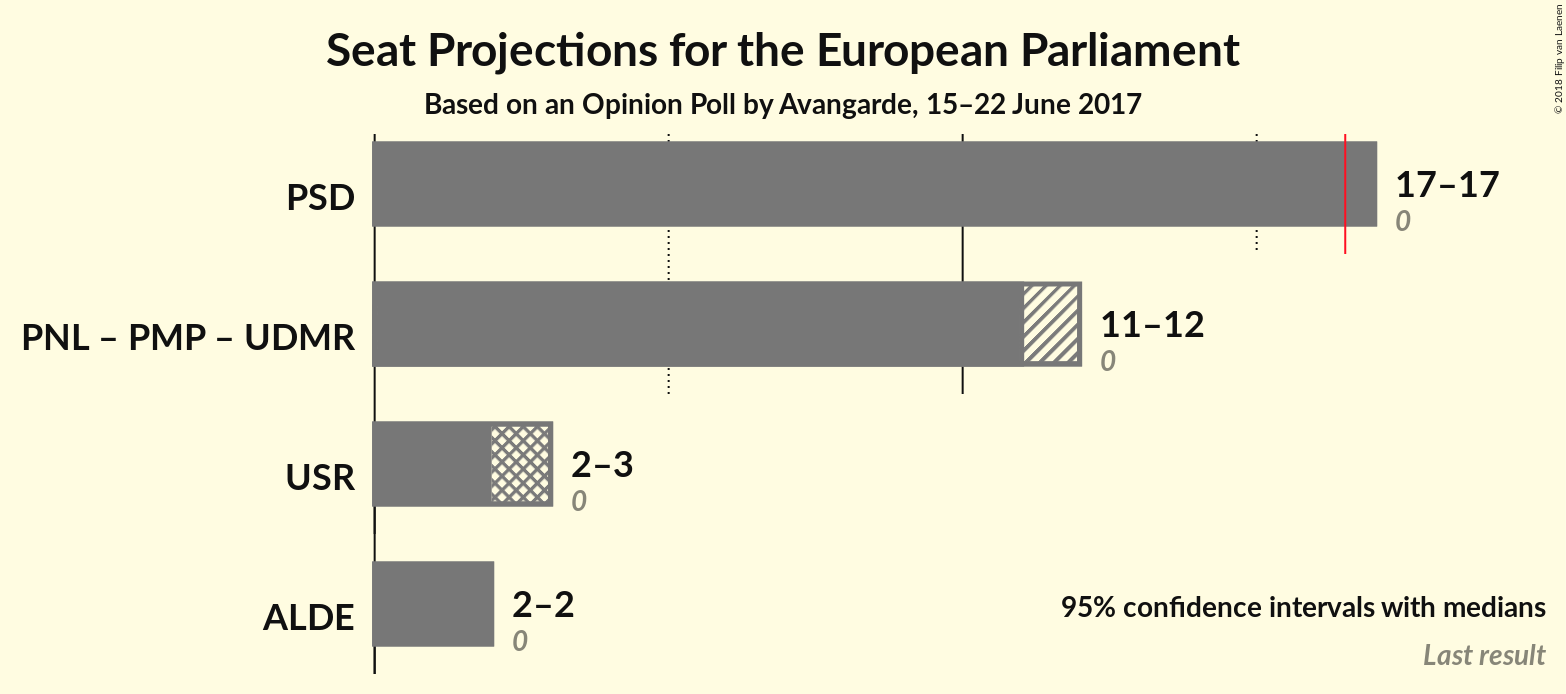 Seat Projections for the European Parliament
Based on an Opinion Poll by Avangarde, 15–22 June 2017
© 2018 Filip van Laenen
PSD
17–17
0
PNL – PMP – UDMR
11–12
0
USR
2–3
0
ALDE
2–2
0
95% confidence intervals with medians
Last result